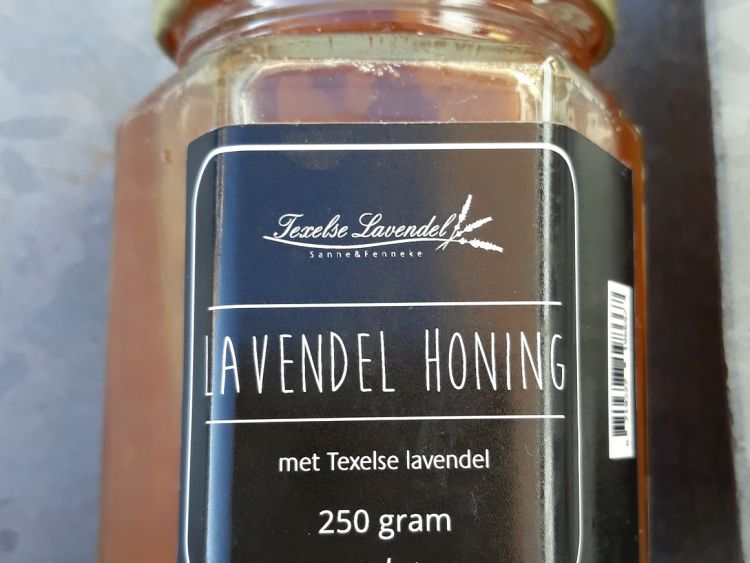 Texelse Lavendel
Sanne&Fenneke
LAVENDEL HONING
met Texelse lavendel
250 gram